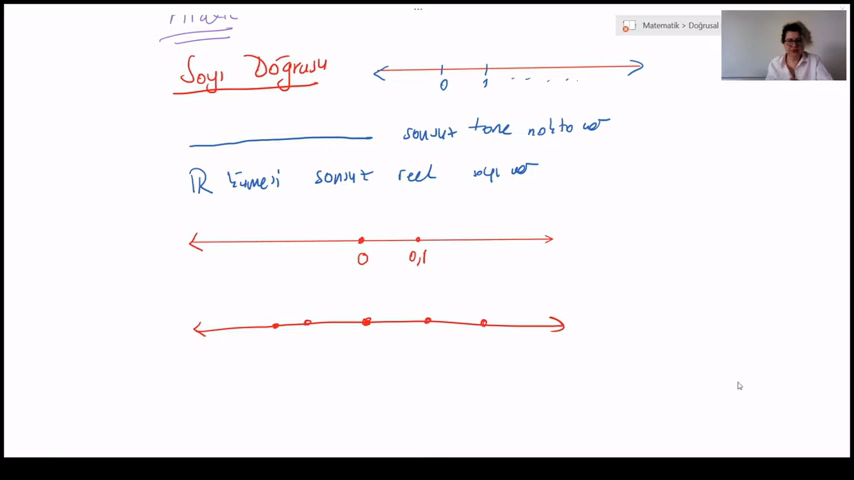 Matematik > Doğrusal
Sayı Doğrusu
0 1 . . . . . .
sonsuz tane nokta var
IR kümesi sonsuz reel sayı var
0 0,1